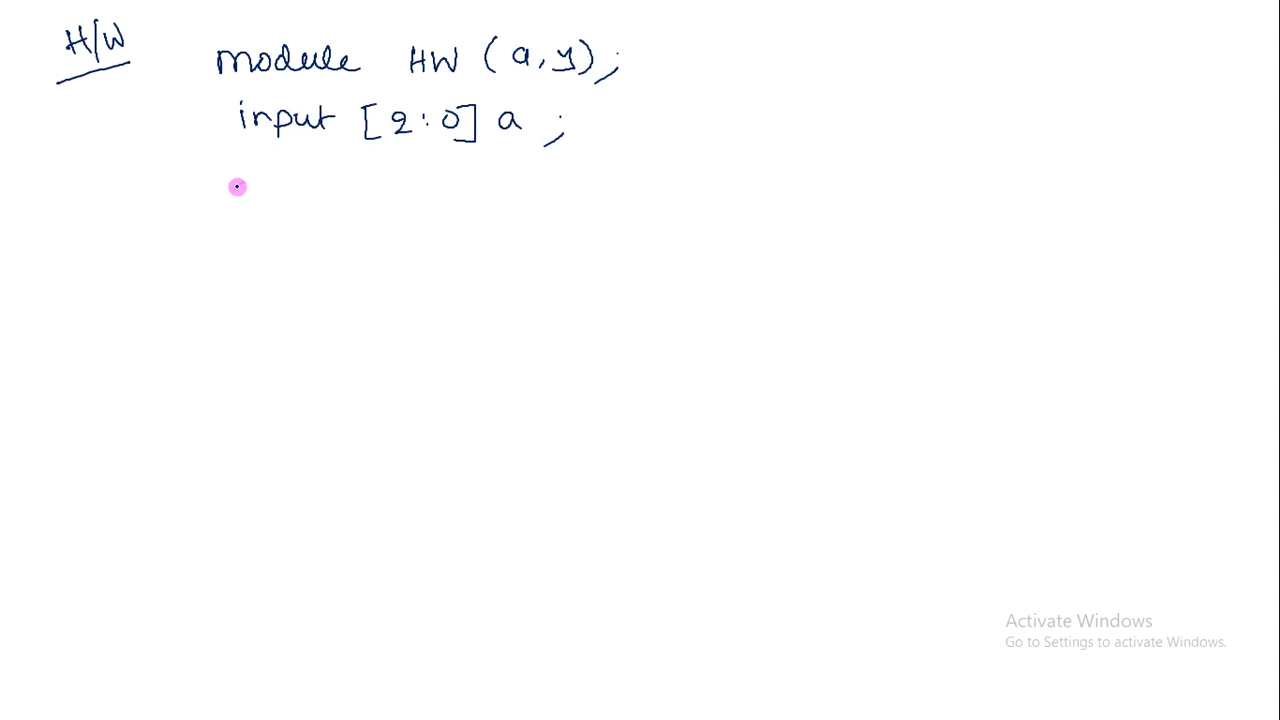 H/W
module HW (a,y);
input [2:0] a ;
Activate Windows
Go to Settings to activate Windows.